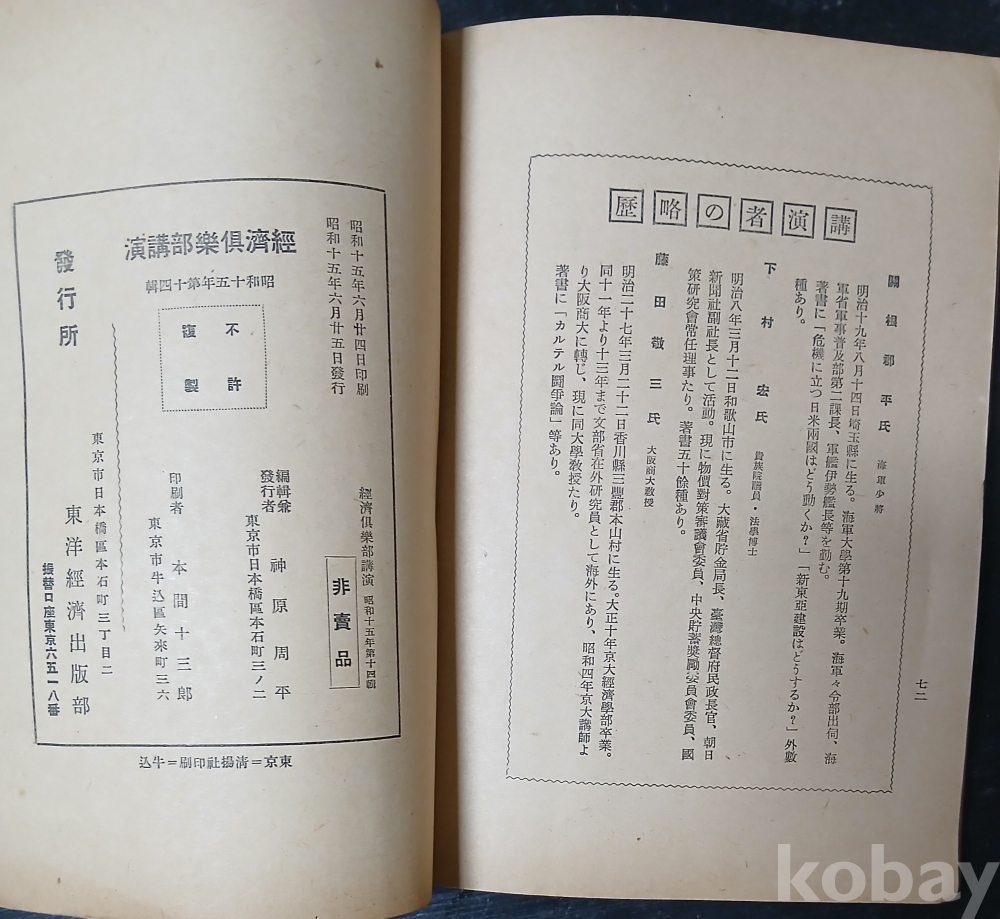 講演者の略歷
關根郡平氏 海軍少將
明治十九年八月十四日埼玉縣に生る。海軍大學第十九期卒業。海軍々令部出仕、海
軍省軍事普及部第二課長、軍艦伊勢艦長等を勤む。
著書に「危機に立つ日米兩國はどう動くか?」「新東亞建設はどうするか?」外數
種あり。
下村宏氏 貴族院議員・法學博士
明治八年三月十二日和歌山市に生る。大藏省貯金局長、臺灣總督府民政長官、朝日
新聞社副社長として活動。現に物價對策審議會委員、中央貯蓄奬勵委員會委員、國
策研究會常任理事たり。著書五十餘種あり。
藤田敬三氏 大阪商大敎授
明治二十七年三月二十二日香川縣三豐郡本山村に生る。大正十年京大經濟學部卒業。
同十一年より十三年まで文部省在外硏究員として海外にあり、昭和四年京大講師よ
り大阪商大に轉じ、現に同大學敎授たり。
著書に「カルテル鬪爭論」等あり。
七二
經濟俱樂部講演 昭和十五年第十四輯
非賣品
昭和十五年六月廿四日印刷
昭和十五年六月廿五日發行
經濟俱樂部講演
昭和十五年第十四輯
不許
複製
編輯兼
發行者
神原周平
東京市日本橋區本石町三ノ二
印刷者
本間十三郎
東京市牛込區矢來町三六
發行所
東京市日本橋區本石町三丁目二
東洋經濟出版部
振替口座東京六五一八番
東京=淸揚社印刷=牛込
kobay